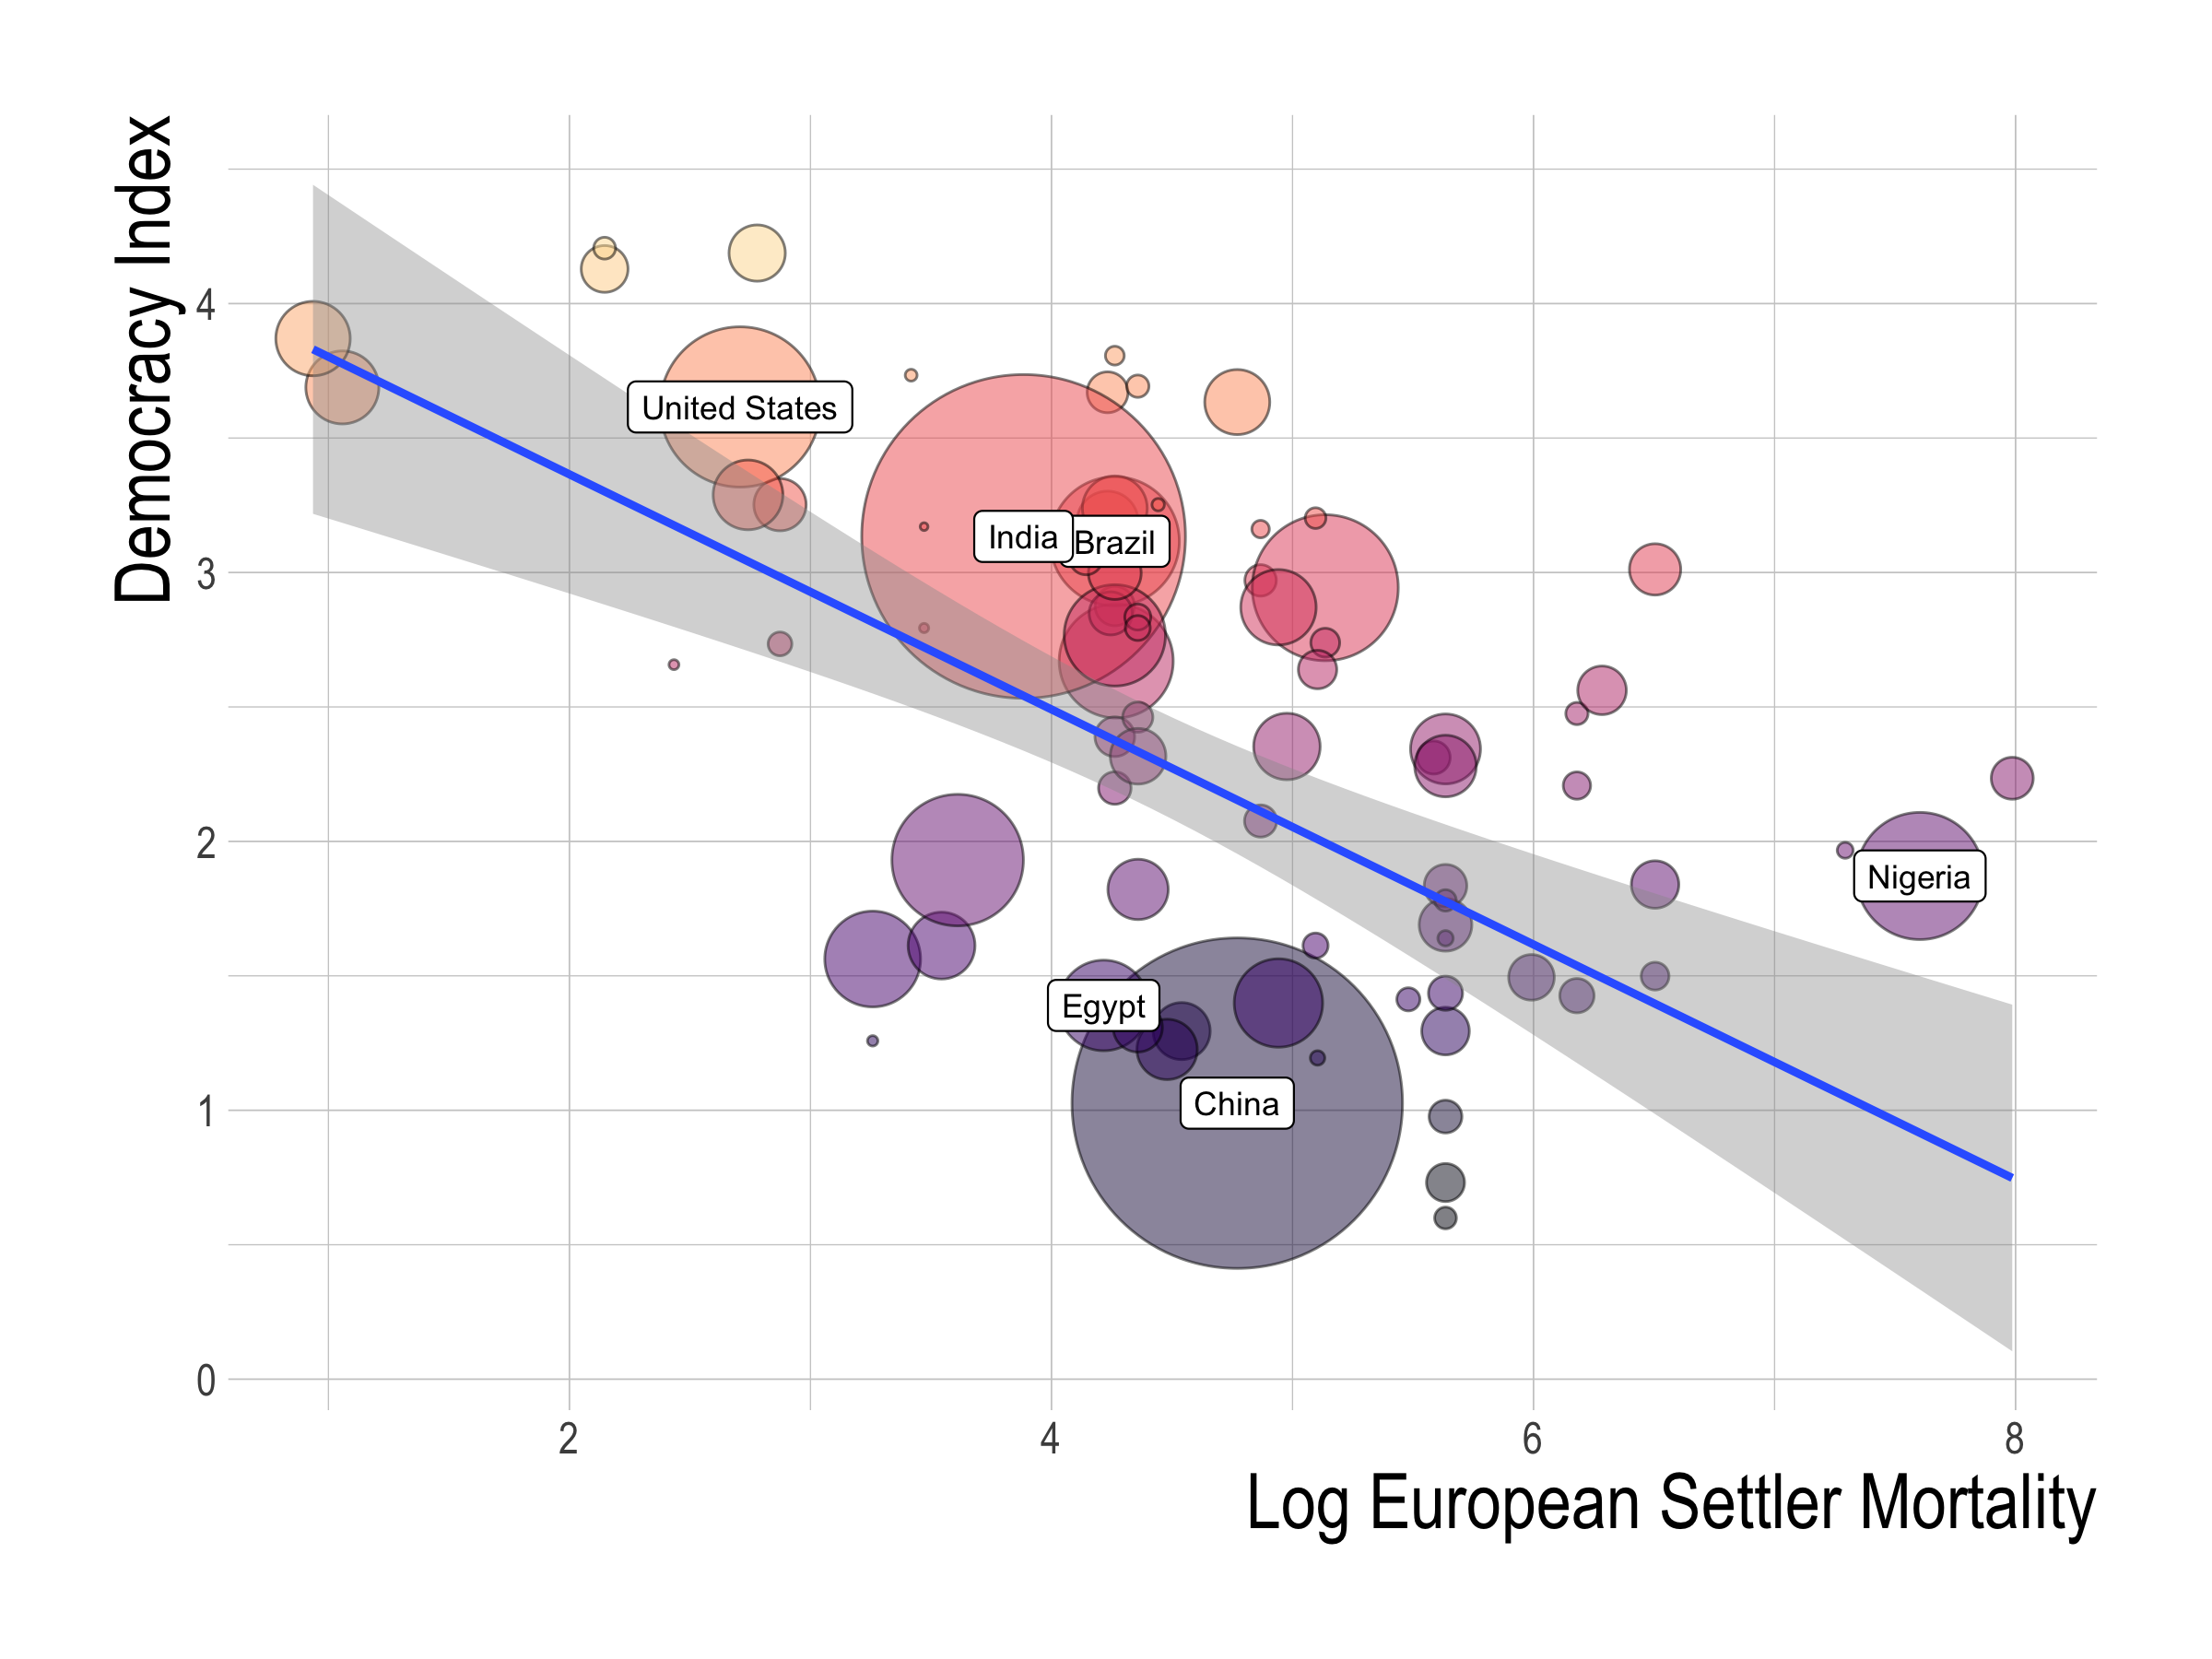 Democracy Index
4
3
2
1
0
United States
India
Brazil
Nigeria
Egypt
China
2
4
6
8
Log European Settler Mortality